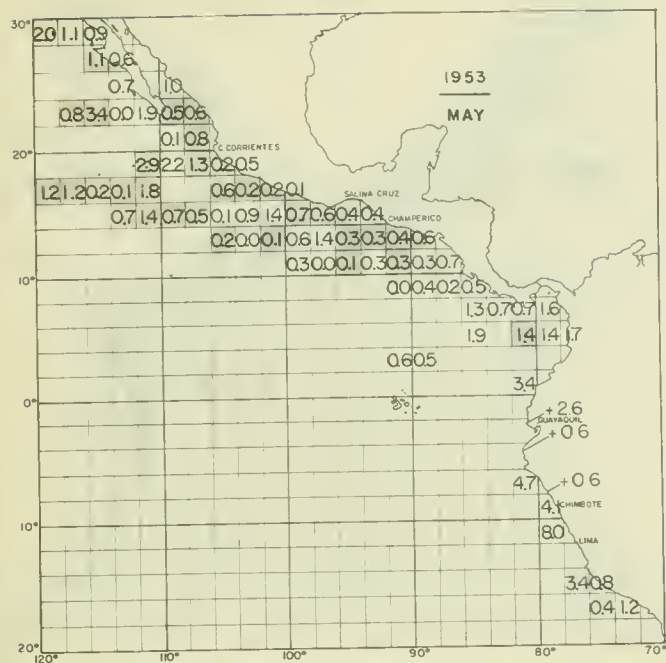 30°
2.0 1.1 0.9
1.1 0.6
0.7 1.0
1953
MAY
0.8 3.4 0.0 1.9 0.5 0.6
0.1 0.8 C. CORRIENTES
20°
2.9 2.2 1.3 0.2 0.5
1.2 1.2 0.2 0.1 1.8 0.6 0.2 0.2 0.1 SALINA CRUZ
0.7 1.4 0.7 0.5 0.1 0.9 1.4 0.7 0.6 0.4 0.4 CHAMPERICO
0.2 0.0 0.1 0.6 1.4 0.3 0.3 0.4 0.6
0.3 0.0 0.1 0.3 0.3 0.3 0.7
10°
0.0 0.4 0.2 0.5
1.3 0.7 0.7 1.6
1.9 1.4 1.4 1.7
0.6 0.5
3.4
0°
+2.6
GUAYAQUIL
+0.6
4.7 +0.6
4.1 CHIMBOTE
8.0 LIMA
10°
3.4 0.8
0.4 1.2
20°
120° 110° 100° 90° 80° 70°